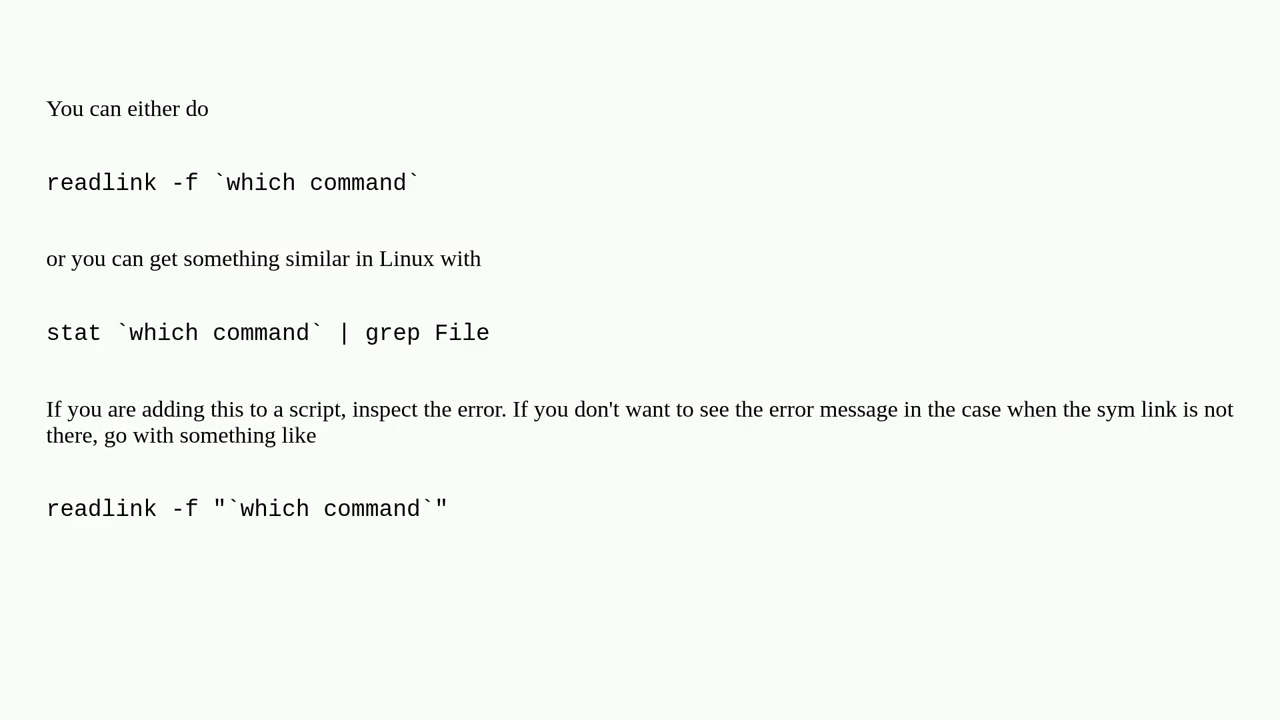 You can either do
readlink -f `which command`
or you can get something similar in Linux with
stat `which command` | grep File
If you are adding this to a script, inspect the error. If you don't want to see the error message in the case when the sym link is not
there, go with something like
readlink -f "`which command`"